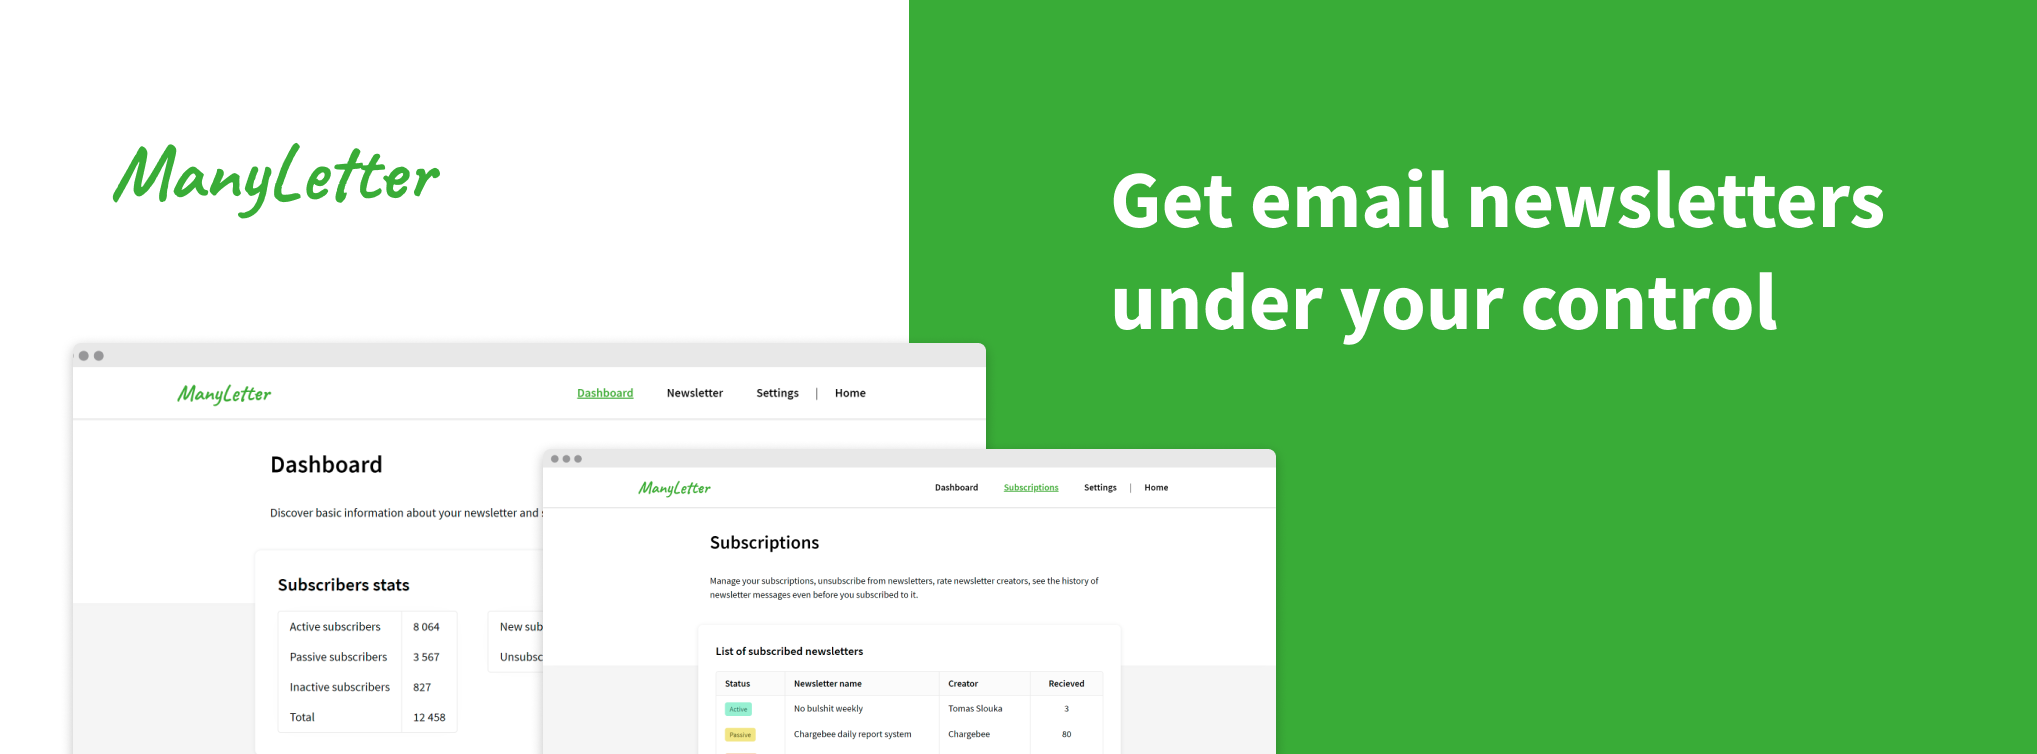 ManyLetter
Get email newsletters
under your control
ManyLetter
Dashboard Newsletter Settings | Home
Dashboard
Discover basic information about your newsletter and
Subscribers stats
Active subscribers 8 064
Passive subscribers 3 567
Inactive subscribers 827
Total 12 458
New sub
Unsubsc
ManyLetter
Dashboard Subscriptions Settings | Home
Subscriptions
Manage your subscriptions, unsubscribe from newsletters, rate newsletter creators, see the history of
newsletter messages even before you subscribed to it.
List of subscribed newsletters
Status Newsletter name Creator Recieved
Active No bulshit weekly Tomas Slouka 3
Passive Chargebee daily report system Chargebee 80